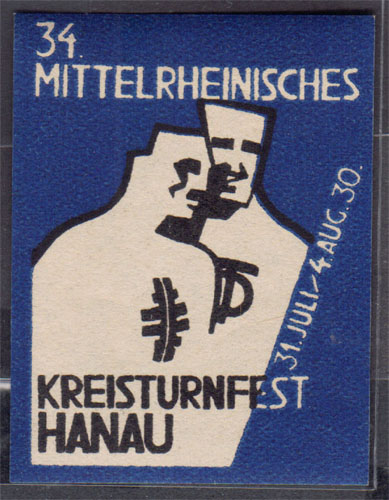 34.
MITTELRHEINISCHES
31. JULI/4. AUG. 30.
KREISTURNFEST
HANAU